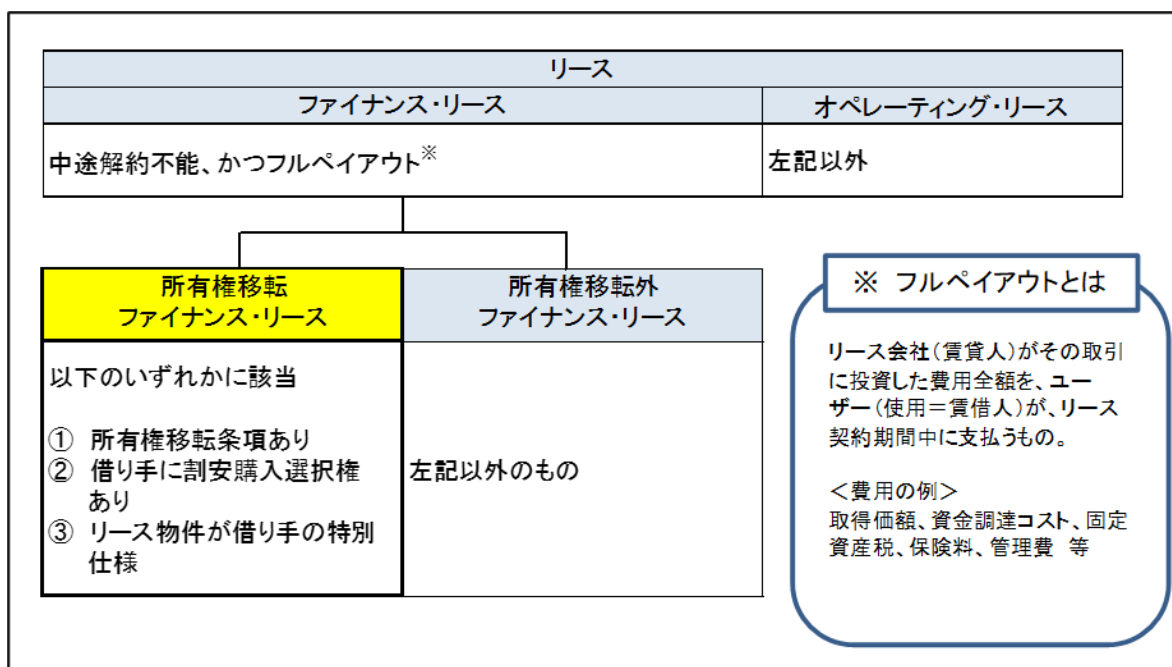 リース
ファイナンス・リース
オペレーティング・リース
中途解約不能、かつフルペイアウト※
左記以外
所有権移転
ファイナンス・リース
所有権移転外
ファイナンス・リース
以下のいずれかに該当
① 所有権移転条項あり
② 借り手に割安購入選択権
あり
③ リース物件が借り手の特別
仕様
左記以外のもの
※ フルペイアウトとは
リース会社(賃貸人)がその取引
に投資した費用全額を、ユー
ザー(使用＝賃借人)が、リース
契約期間中に支払うもの。
＜費用の例＞
取得価額、資金調達コスト、固定
資産税、保険料、管理費 等